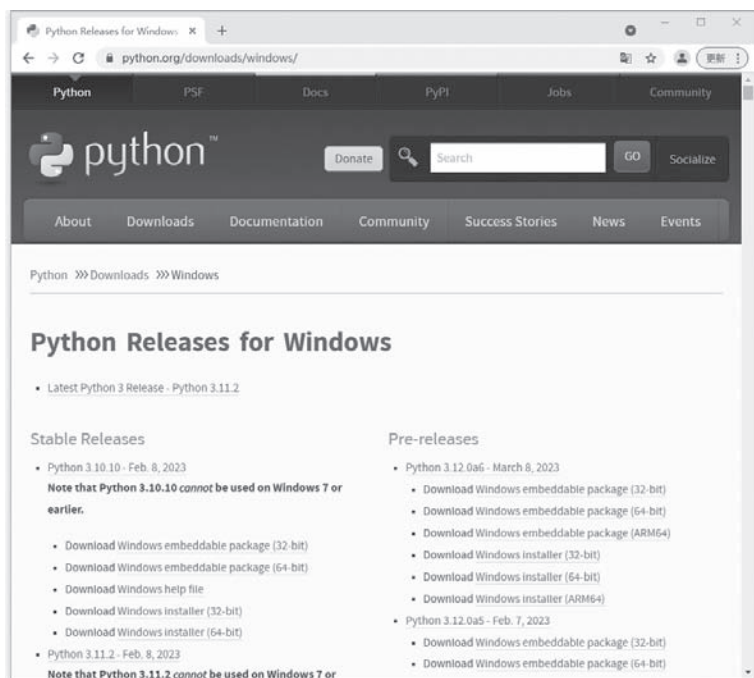 Python Releases for Windows
python.org/downloads/windows/
更新
Python PSF Docs PyPI Jobs Community
python™
Donate Search GO Socialize
About Downloads Documentation Community Success Stories News Events
Python >>> Downloads >>> Windows
Python Releases for Windows
• Latest Python 3 Release - Python 3.11.2
Stable Releases
• Python 3.10.10 - Feb. 8, 2023
Note that Python 3.10.10 cannot be used on Windows 7 or
earlier.
• Download Windows embeddable package (32-bit)
• Download Windows embeddable package (64-bit)
• Download Windows help file
• Download Windows installer (32-bit)
• Download Windows installer (64-bit)
• Python 3.11.2 - Feb. 8, 2023
Note that Python 3.11.2 cannot be used on Windows 7 or
Pre-releases
• Python 3.12.0a6 - March 8, 2023
• Download Windows embeddable package (32-bit)
• Download Windows embeddable package (64-bit)
• Download Windows embeddable package (ARM64)
• Download Windows installer (32-bit)
• Download Windows installer (64-bit)
• Download Windows installer (ARM64)
• Python 3.12.0a5 - Feb. 7, 2023
• Download Windows embeddable package (32-bit)
• Download Windows embeddable package (64-bit)